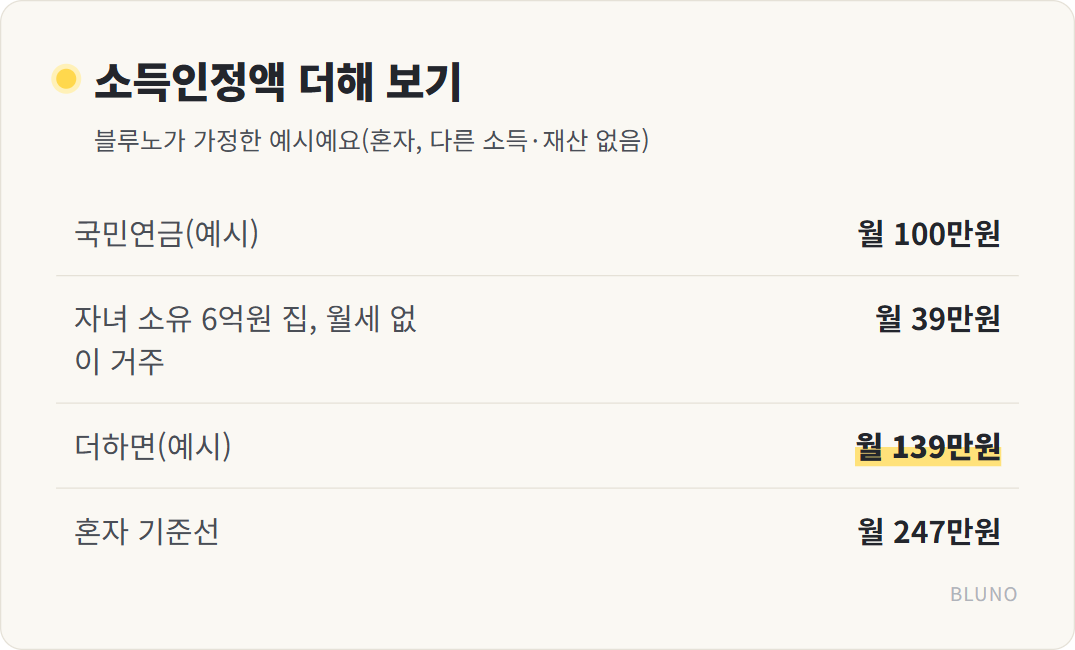 소득인정액 더해 보기
블루노가 가정한 예시예요(혼자, 다른 소득·재산 없음)
국민연금(예시) 월 100만원
자녀 소유 6억원 집, 월세 없 월 39만원
이 거주
더하면(예시) 월 139만원
혼자 기준선 월 247만원
BLUNO